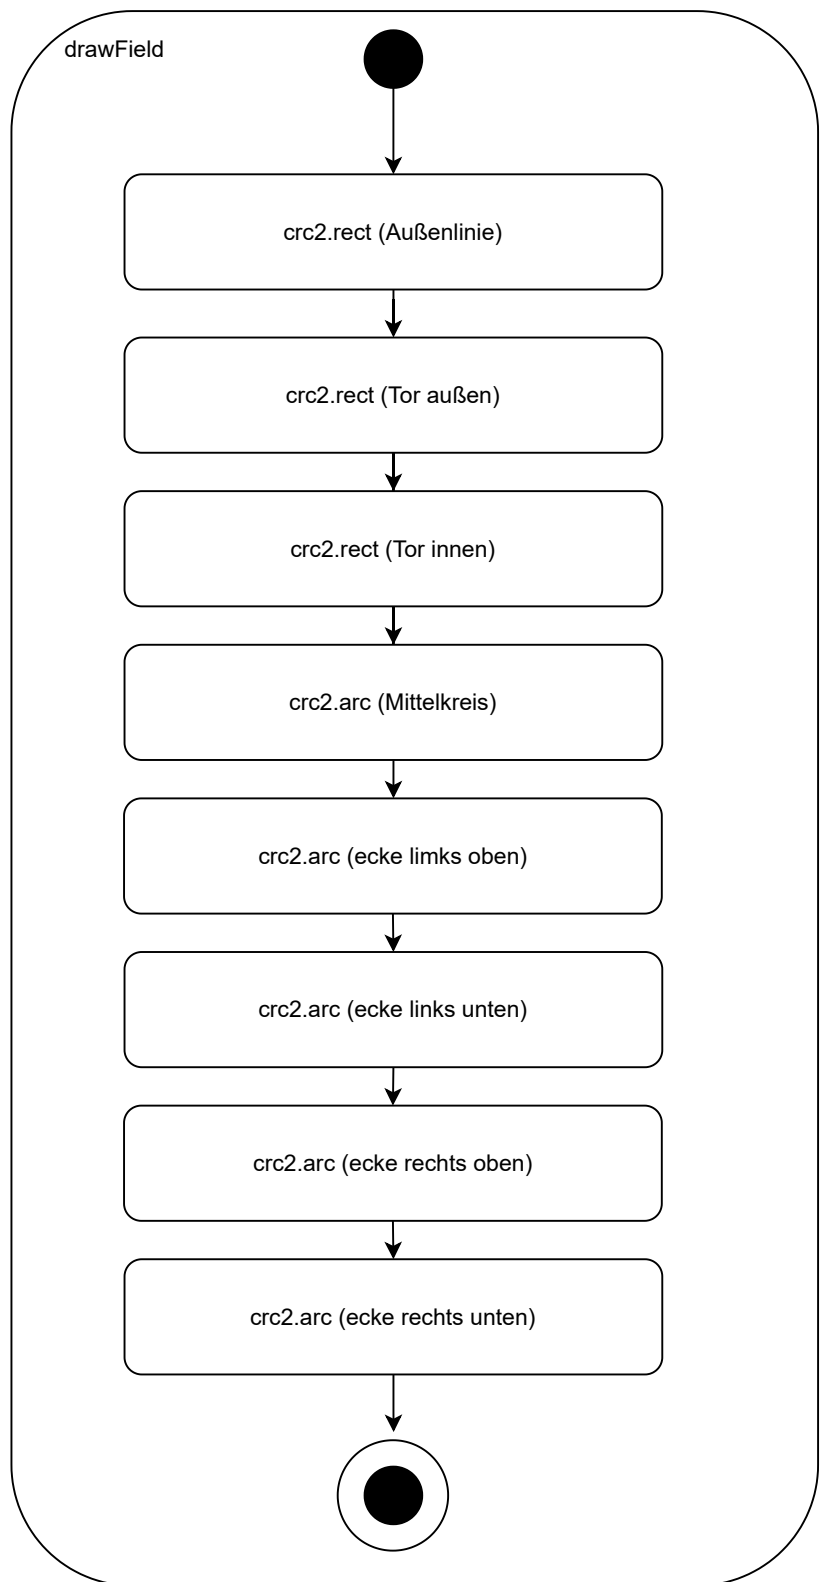 drawField
crc2.rect (Außenlinie)
crc2.rect (Tor außen)
crc2.rect (Tor innen)
crc2.arc (Mittelkreis)
crc2.arc (ecke limks oben)
crc2.arc (ecke links unten)
crc2.arc (ecke rechts oben)
crc2.arc (ecke rechts unten)